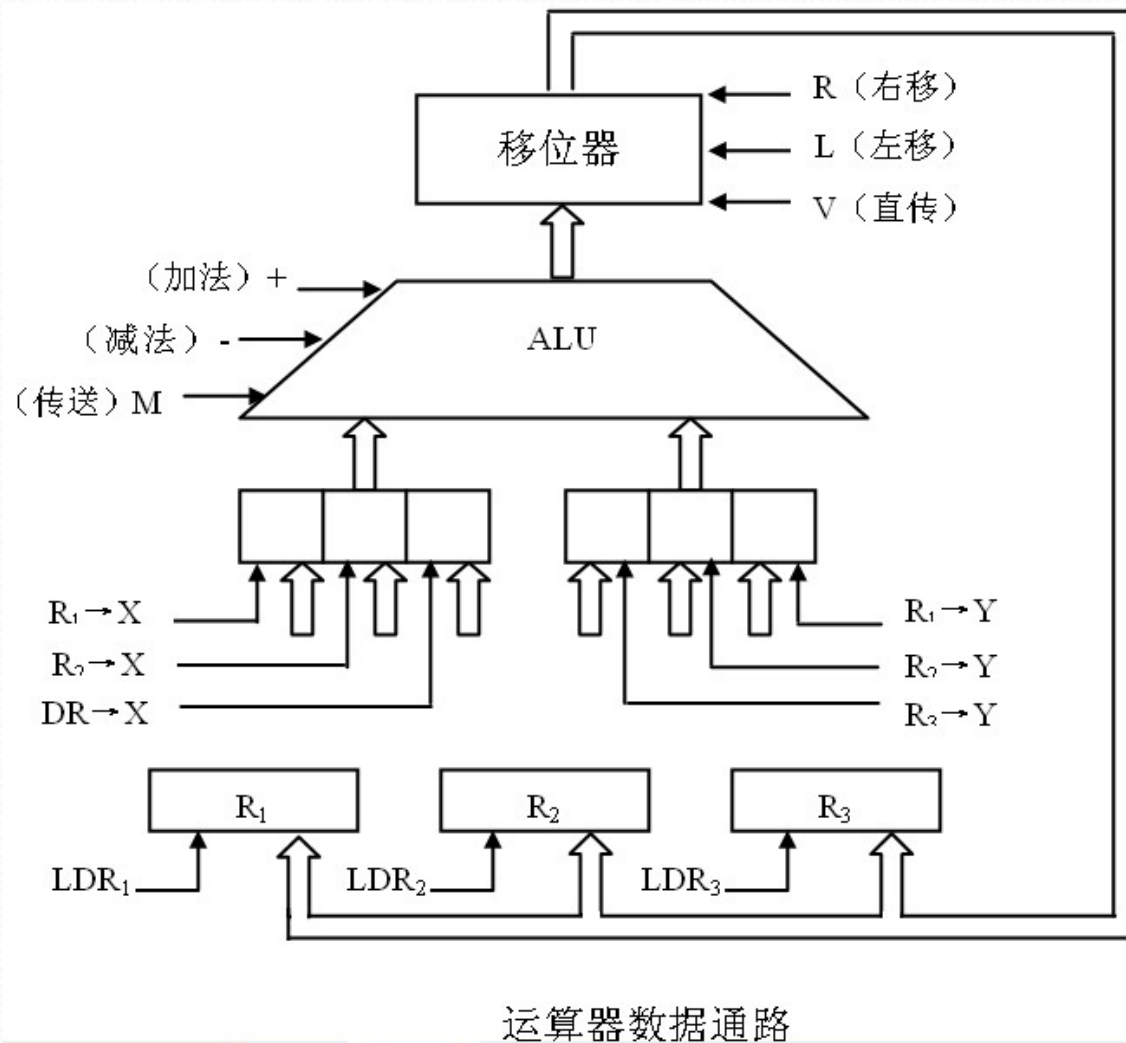 R（右移）
移位器
L（左移）
V（直传）
（加法）+
（减法）-
ALU
（传送）M
R₁→X
R₁→Y
R₂→X
R₂→Y
DR→X
R₃→Y
R₁
R₂
R₃
LDR₁
LDR₂
LDR₃
运算器数据通路